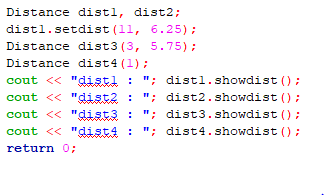 Distance dist1, dist2;
dist1.setdist(11, 6.25);
Distance dist3(3, 5.75);
Distance dist4(1);
cout << "dist1 : "; dist1.showdist();
cout << "dist2 : "; dist2.showdist();
cout << "dist3 : "; dist3.showdist();
cout << "dist4 : "; dist4.showdist();
return 0;